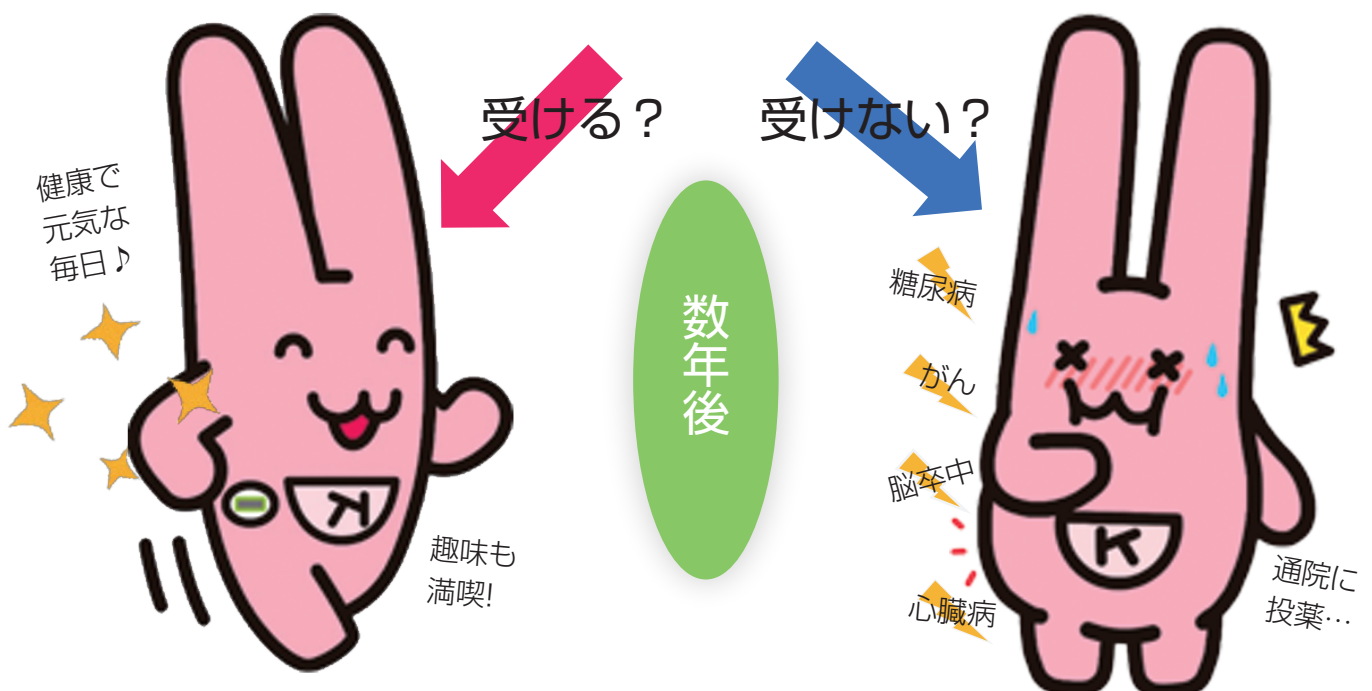 受ける？
受けない？
健康で
元気な
毎日♪
数年後
糖尿病
がん
脳卒中
心臓病
趣味も
満喫!
K
K
通院に
投薬…